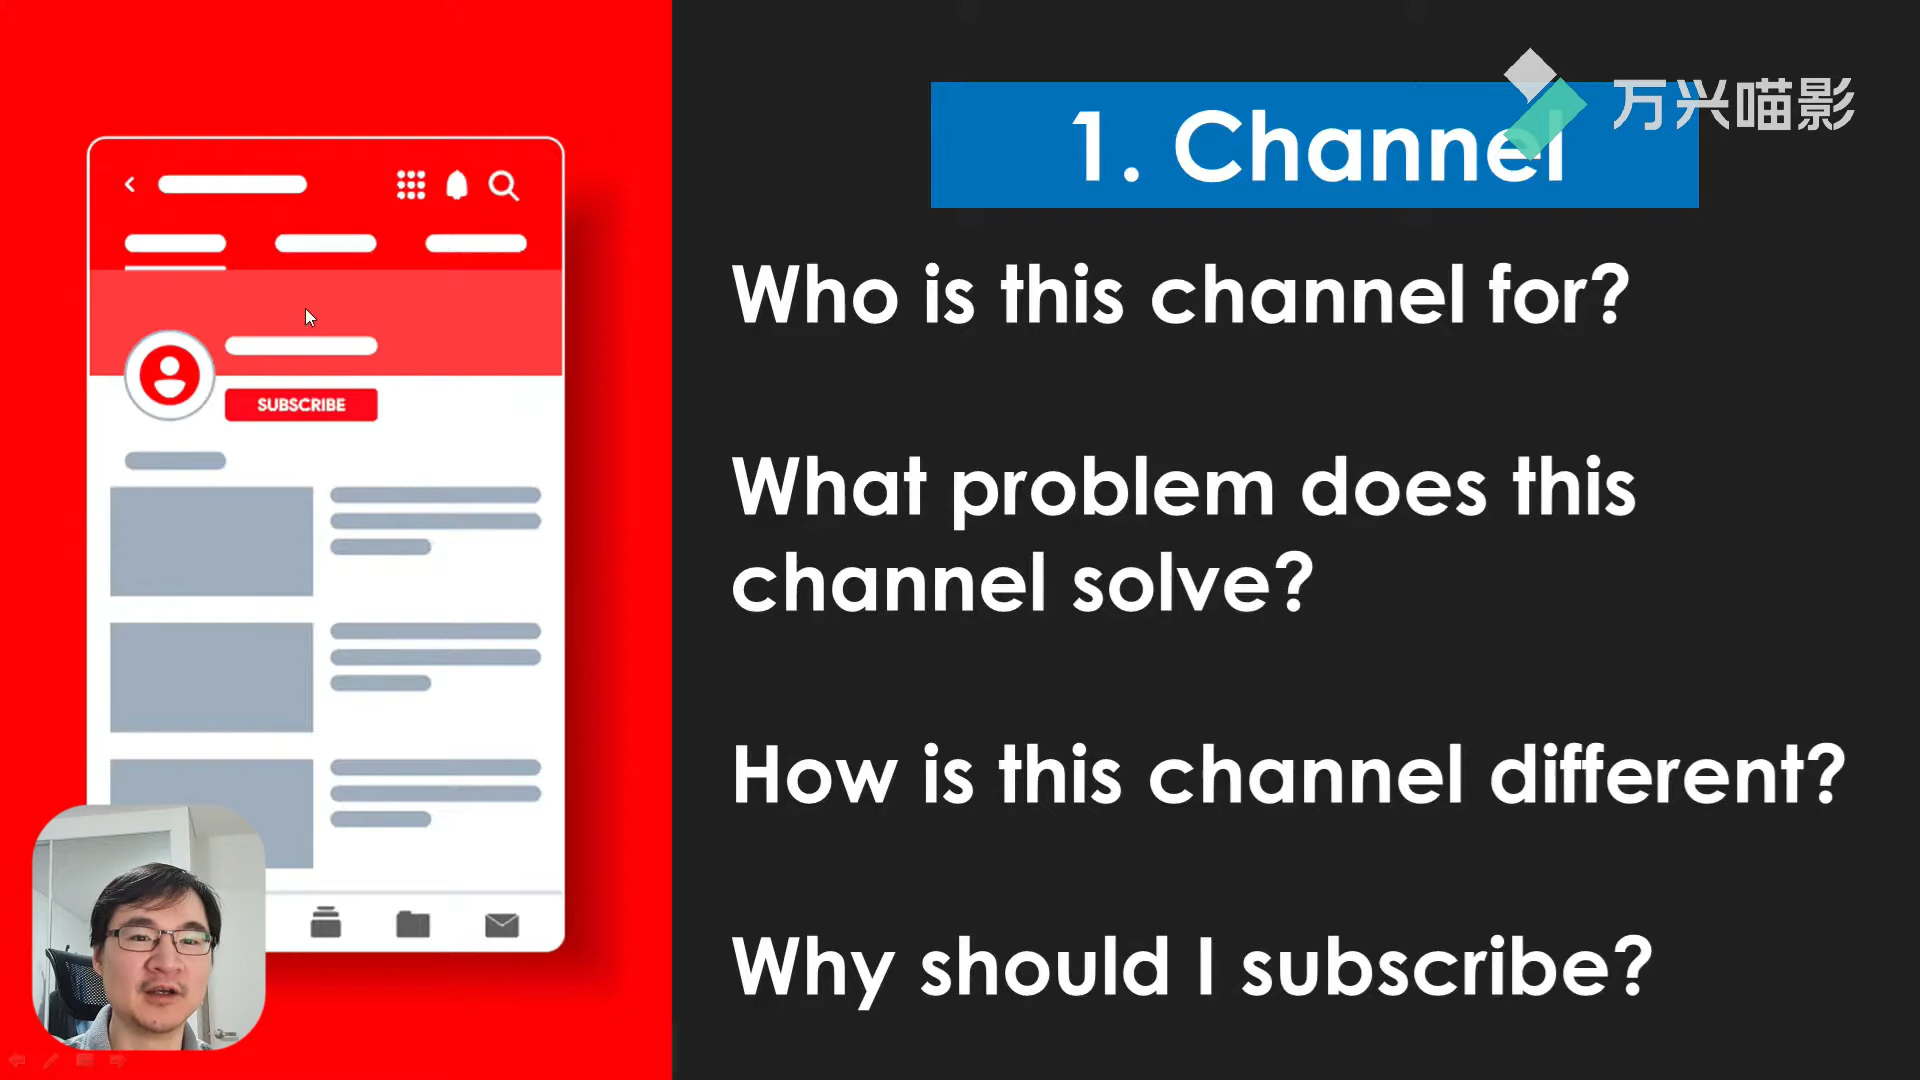 万兴喵影
1. Channel
Who is this channel for?
What problem does this
channel solve?
How is this channel different?
Why should I subscribe?
SUBSCRIBE